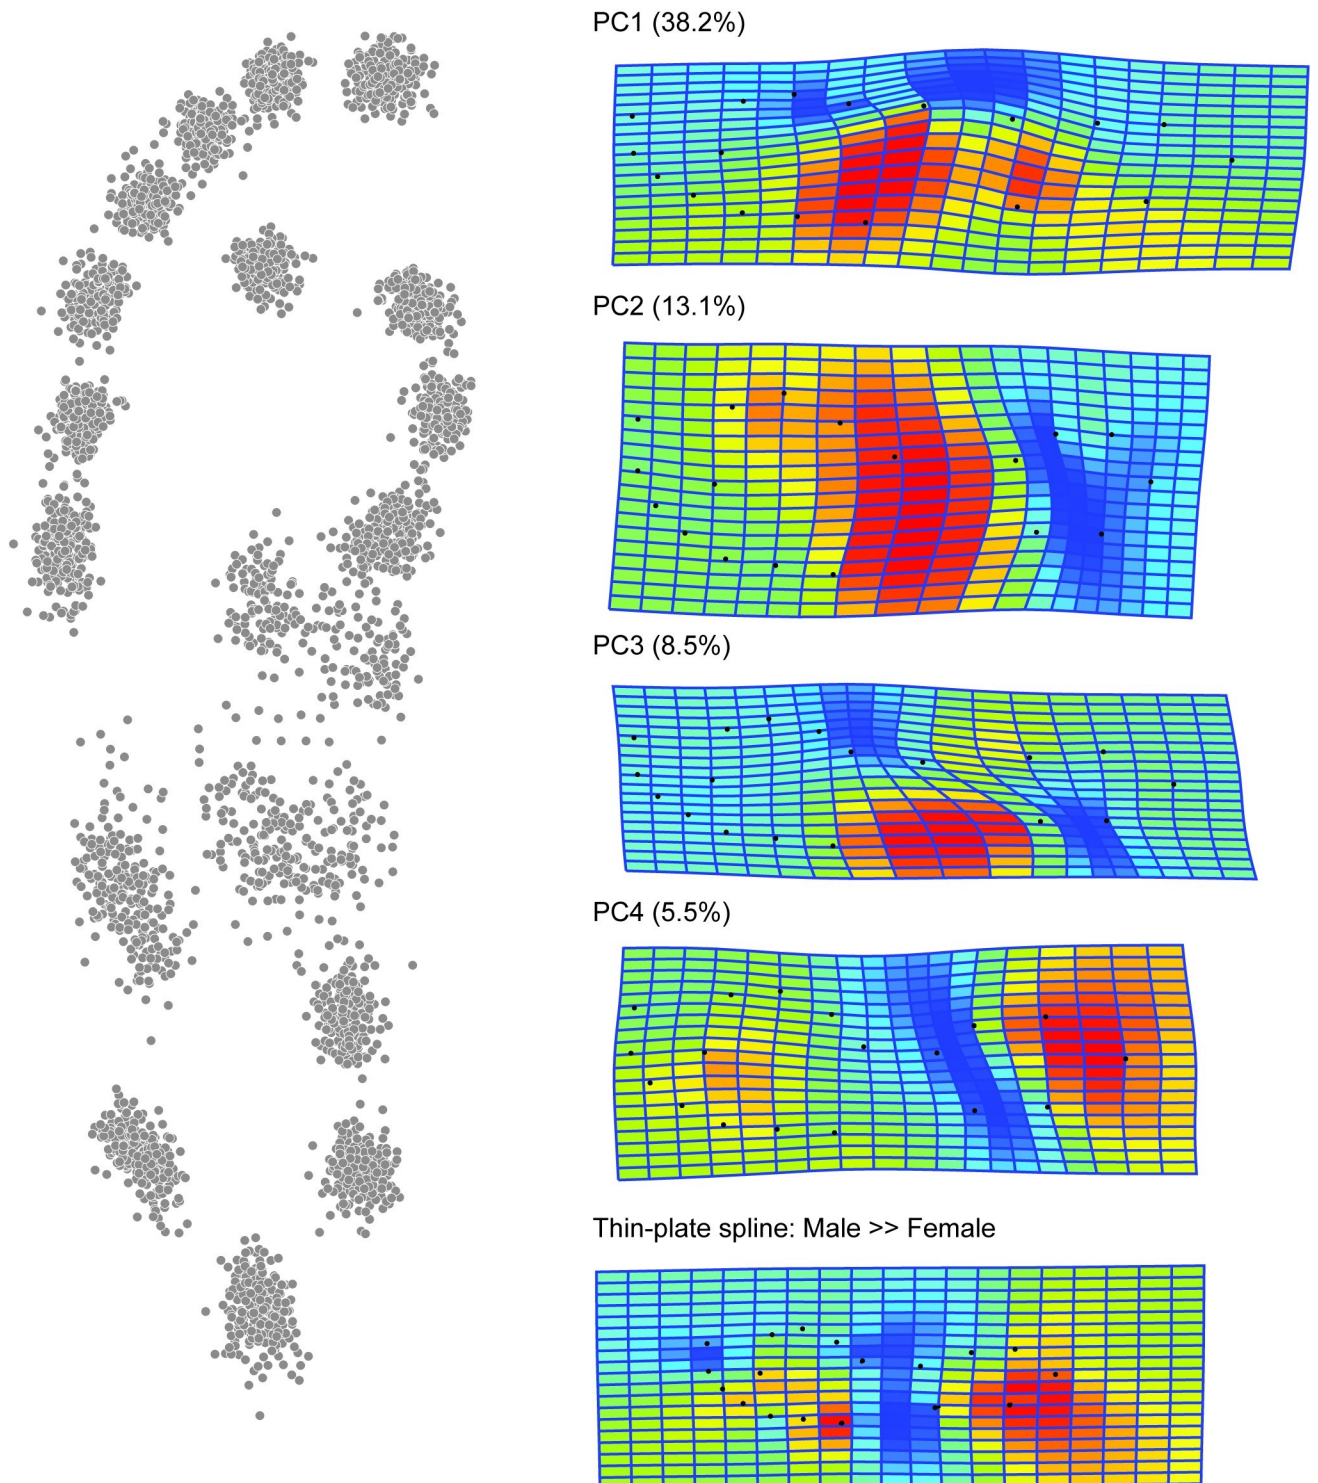 PC1 (38.2%)
PC2 (13.1%)
PC3 (8.5%)
PC4 (5.5%)
Thin-plate spline: Male >> Female